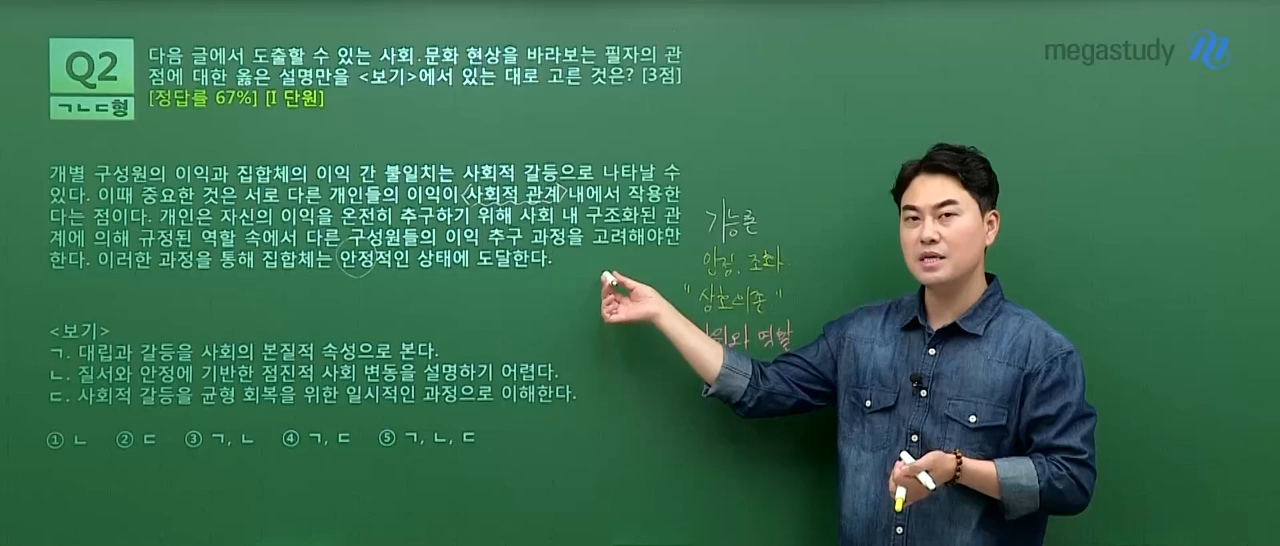 megastudy
Q2
ㄱㄴㄷ형
다음 글에서 도출할 수 있는 사회·문화 현상을 바라보는 필자의 관
점에 대한 옳은 설명만을 <보기>에서 있는 대로 고른 것은? [3점]
[정답률 67%] [I 단원]
개별 구성원의 이익과 집합체의 이익 간 불일치는 사회적 갈등으로 나타날 수
있다. 이때 중요한 것은 서로 다른 개인들의 이익이 사회적 관계 내에서 작용한
다는 점이다. 개인은 자신의 이익을 온전히 추구하기 위해 사회 내 구조화된 관
계에 의해 규정된 역할 속에서 다른 구성원들의 이익 추구 과정을 고려해야만
한다. 이러한 과정을 통해 집합체는 안정적인 상태에 도달한다.
기능론
안정, 조화
"상호의존"
역할
<보기>
ㄱ. 대립과 갈등을 사회의 본질적 속성으로 본다.
ㄴ. 질서와 안정에 기반한 점진적 사회 변동을 설명하기 어렵다.
ㄷ. 사회적 갈등을 균형 회복을 위한 일시적인 과정으로 이해한다.
① ㄴ ② ㄷ ③ ㄱ, ㄴ ④ ㄱ, ㄷ ⑤ ㄱ, ㄴ, ㄷ